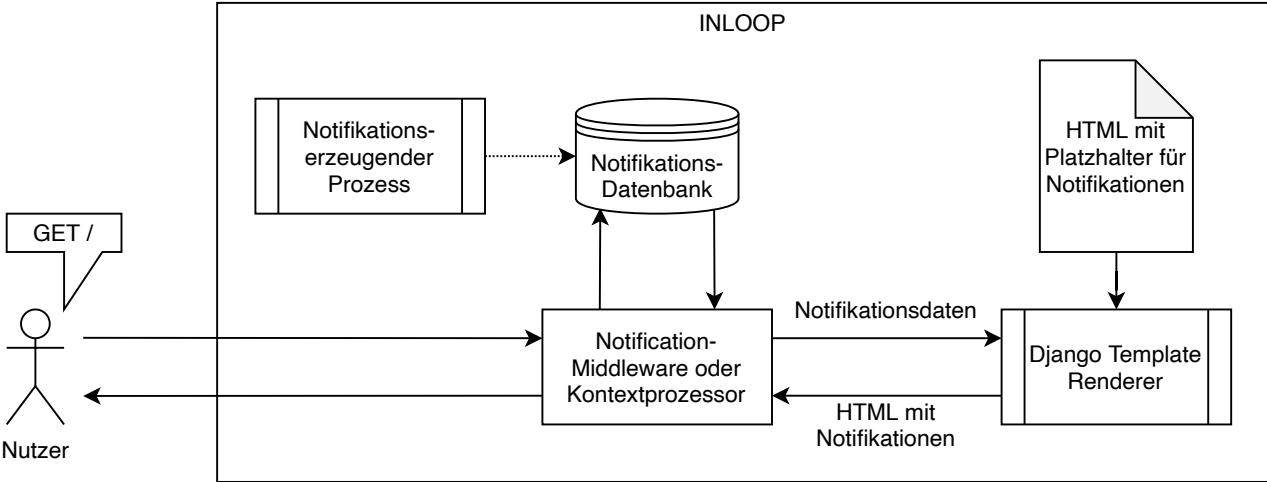 INLOOP
Notifikations-
erzeugender
Prozess
Notifikations-
Datenbank
HTML mit
Platzhalter für
Notifikationen
GET /
Nutzer
Notification-
Middleware oder
Kontextprozessor
Notifikationsdaten
HTML mit
Notifikationen
Django Template
Renderer